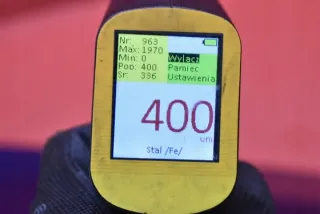 Nr: 963
Max: 1970
Min: 0 Wyłącz
Pop: 400 Pamięć
Śr: 336 Ustawienia
400
um
Stal /Fe/